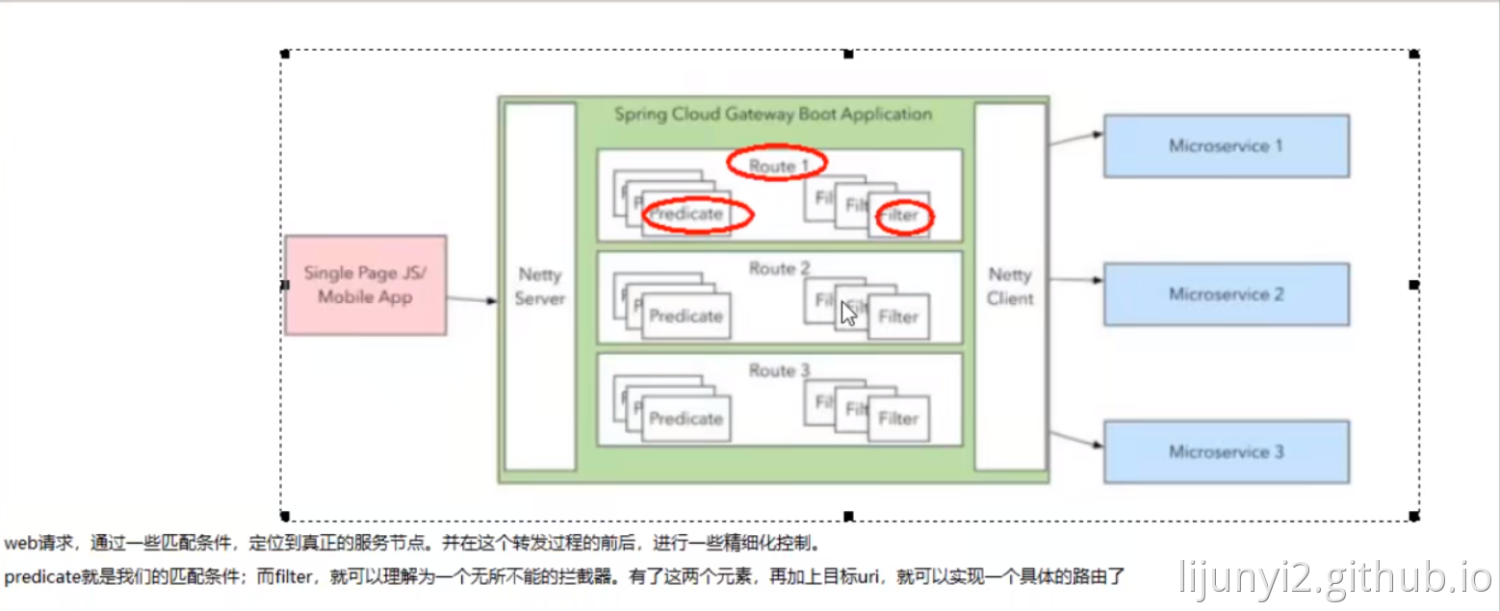 Spring Cloud Gateway Boot Application
Single Page JS/
Mobile App
Netty
Server
Route 1
Predicate
Fil
Filt
Filter
Route 2
Predicate
Fil
Filt
Filter
Route 3
Predicate
Fil
Filt
Filter
Netty
Client
Microservice 1
Microservice 2
Microservice 3
web请求，通过一些匹配条件，定位到真正的服务节点。并在这个转发过程的前后，进行一些精细化控制。
predicate就是我们的匹配条件；而filter，就可以理解为一个无所不能的拦截器。有了这两个元素，再加上目标uri，就可以实现一个具体的路由了
lijunyi2.github.io